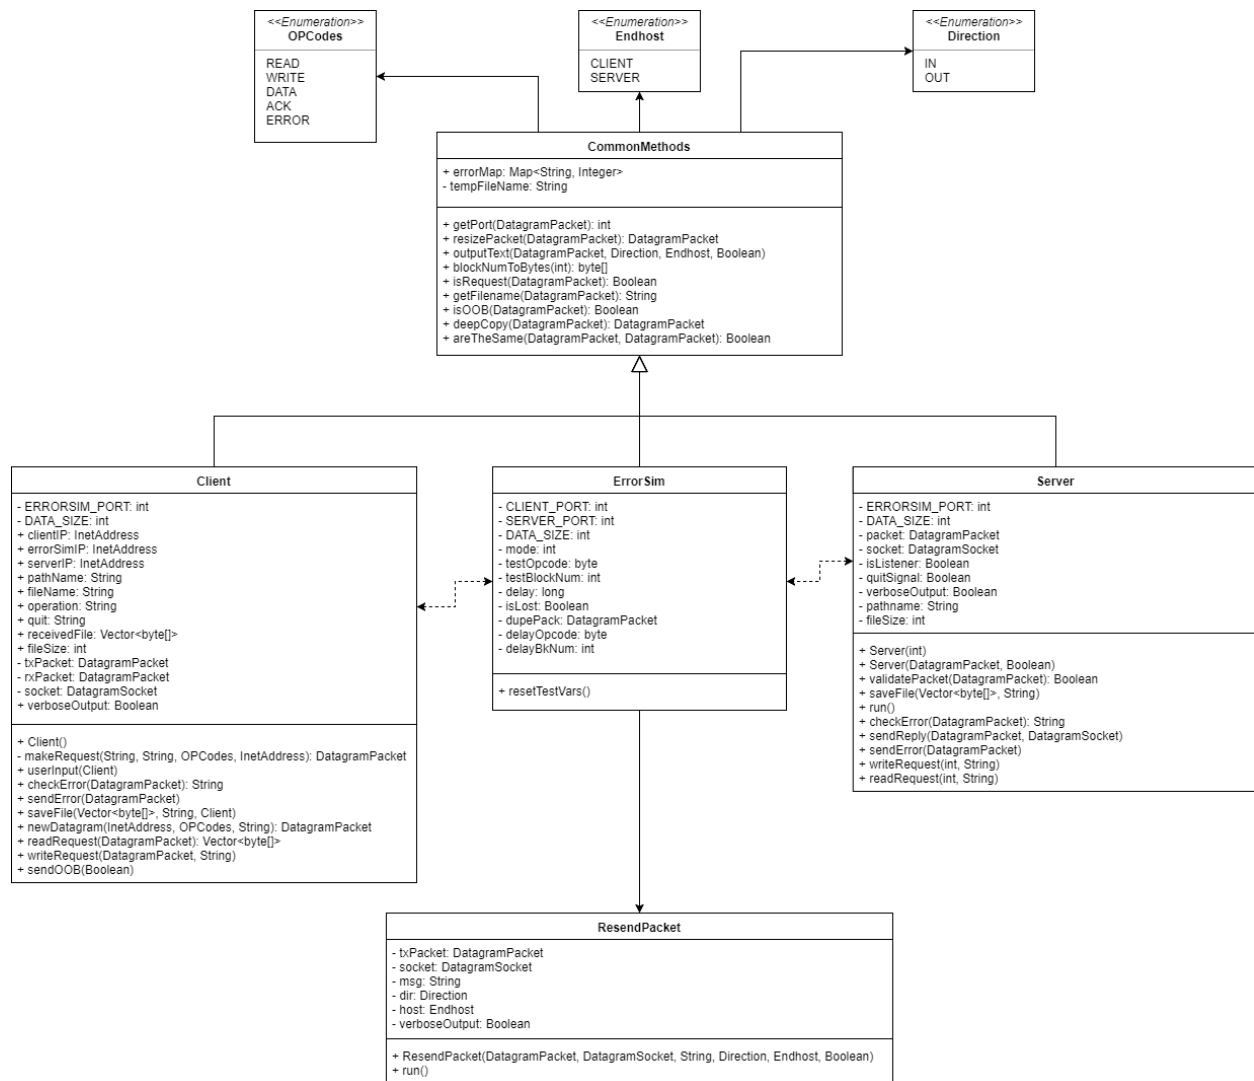 <<Enumeration>>
OPCodes
READ
WRITE
DATA
ACK
ERROR
<<Enumeration>>
Endhost
CLIENT
SERVER
<<Enumeration>>
Direction
IN
OUT
CommonMethods
+ errorMap: Map<String, Integer>
- tempFileName: String
+ getPort(DatagramPacket): int
+ resizePacket(DatagramPacket): DatagramPacket
+ outputText(DatagramPacket, Direction, Endhost, Boolean)
+ blockNumToBytes(int): byte[]
+ isRequest(DatagramPacket): Boolean
+ getFilename(DatagramPacket): String
+ isOOB(DatagramPacket): Boolean
+ deepCopy(DatagramPacket): DatagramPacket
+ areTheSame(DatagramPacket, DatagramPacket): Boolean
Client
- ERRORSIM_PORT: int
- DATA_SIZE: int
+ clientIP: InetAddress
+ errorSimIP: InetAddress
+ serverIP: InetAddress
+ pathName: String
+ fileName: String
+ operation: String
+ quit: String
+ receivedFile: Vector<byte[]>
+ fileSize: int
- txPacket: DatagramPacket
- rxPacket: DatagramPacket
- socket: DatagramSocket
+ verboseOutput: Boolean
+ Client()
- makeRequest(String, String, OPCodes, InetAddress): DatagramPacket
+ userInput(Client)
+ checkError(DatagramPacket): String
+ sendError(DatagramPacket)
+ saveFile(Vector<byte[]>, String, Client)
+ newDatagram(InetAddress, OPCodes, String): DatagramPacket
+ readRequest(DatagramPacket): Vector<byte[]>
+ writeRequest(DatagramPacket, String)
+ sendOOB(Boolean)
ErrorSim
- CLIENT_PORT: int
- SERVER_PORT: int
- DATA_SIZE: int
- mode: int
- testOpcode: byte
- testBlockNum: int
- delay: long
- isLost: Boolean
- dupePack: DatagramPacket
- delayOpcode: byte
- delayBkNum: int
+ resetTestVars()
Server
- ERRORSIM_PORT: int
- DATA_SIZE: int
- packet: DatagramPacket
- socket: DatagramSocket
- isListener: Boolean
- quitSignal: Boolean
- verboseOutput: Boolean
- pathname: String
- fileSize: int
+ Server(int)
+ Server(DatagramPacket, Boolean)
+ validatePacket(DatagramPacket): Boolean
+ saveFile(Vector<byte[]>, String)
+ run()
+ checkError(DatagramPacket): String
+ sendReply(DatagramPacket, DatagramSocket)
+ sendError(DatagramPacket)
+ writeRequest(int, String)
+ readRequest(int, String)
ResendPacket
- txPacket: DatagramPacket
- socket: DatagramSocket
- msg: String
- dir: Direction
- host: Endhost
- verboseOutput: Boolean
+ ResendPacket(DatagramPacket, DatagramSocket, String, Direction, Endhost, Boolean)
+ run()